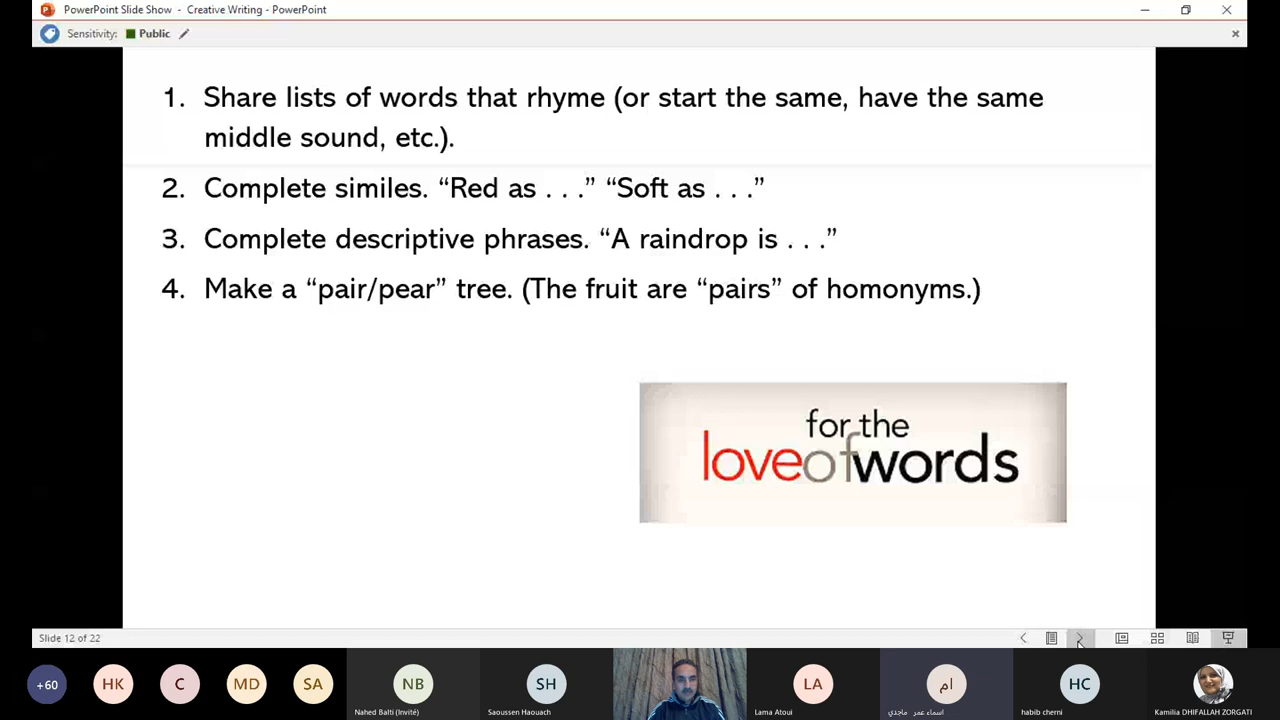 PowerPoint Slide Show - Creative Writing - PowerPoint
Sensitivity: Public
1. Share lists of words that rhyme (or start the same, have the same
middle sound, etc.).
2. Complete similes. “Red as . . .” “Soft as . . .”
3. Complete descriptive phrases. “A raindrop is . . .”
4. Make a “pair/pear” tree. (The fruit are “pairs” of homonyms.)
for the
loveofwords
Slide 12 of 22
+60 HK C MD SA NB SH LA ام HC
Nahed Balti (Invité) Saoussen Haouach Lama Atoui اسماء عمر ماجدي habib cherni Kamilia DHIFALLAH ZORGATI